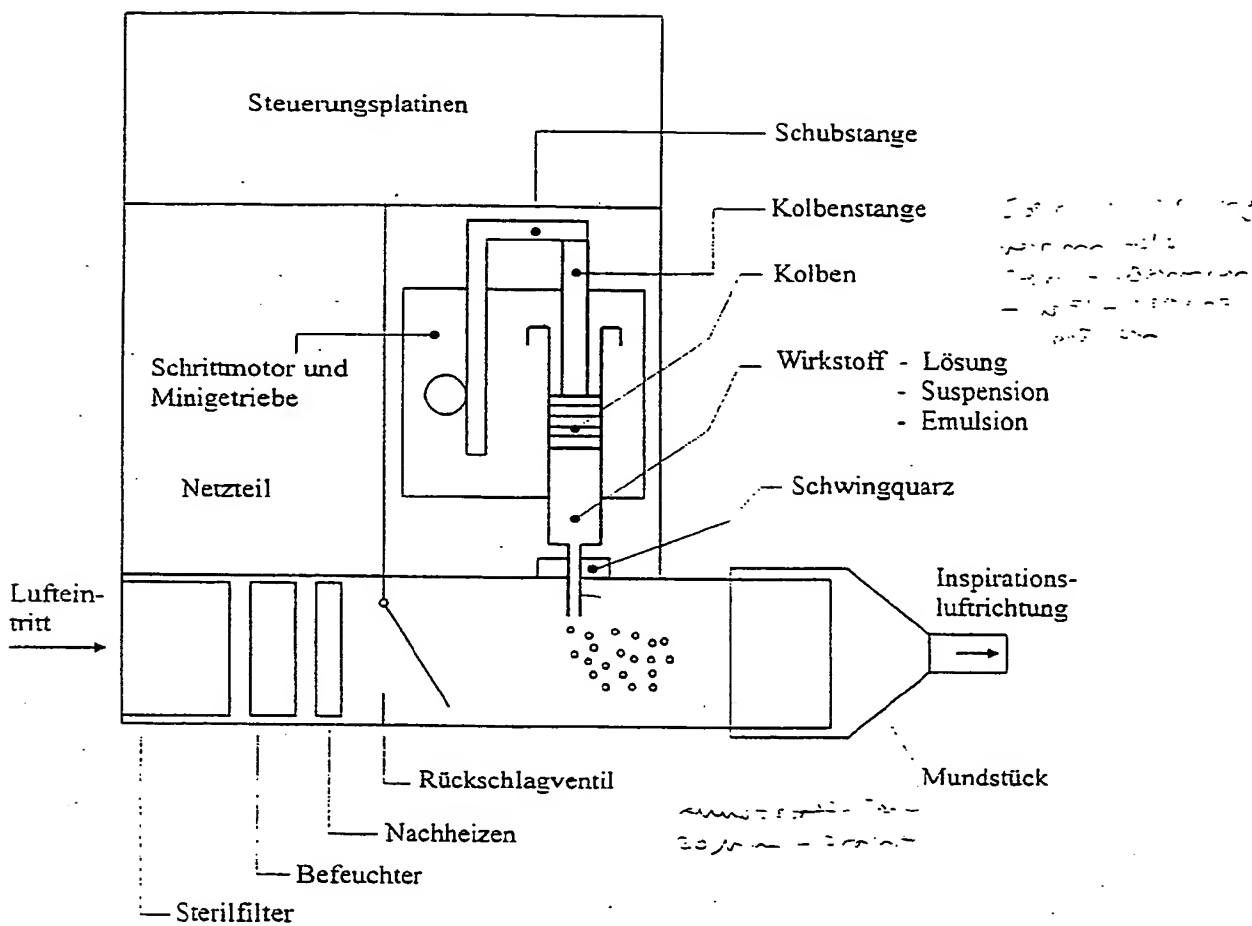 Steuerungsplatinen
Schubstange
Kolbenstange
Kolben
Schrittmotor und
Minigetriebe
Wirkstoff - Lösung
- Suspension
- Emulsion
Netzteil
Schwingquarz
Luftein-
tritt
Inspirations-
luftrichtung
Rückschlagventil
Mundstück
Nachheizen
Befeuchter
Sterilfilter